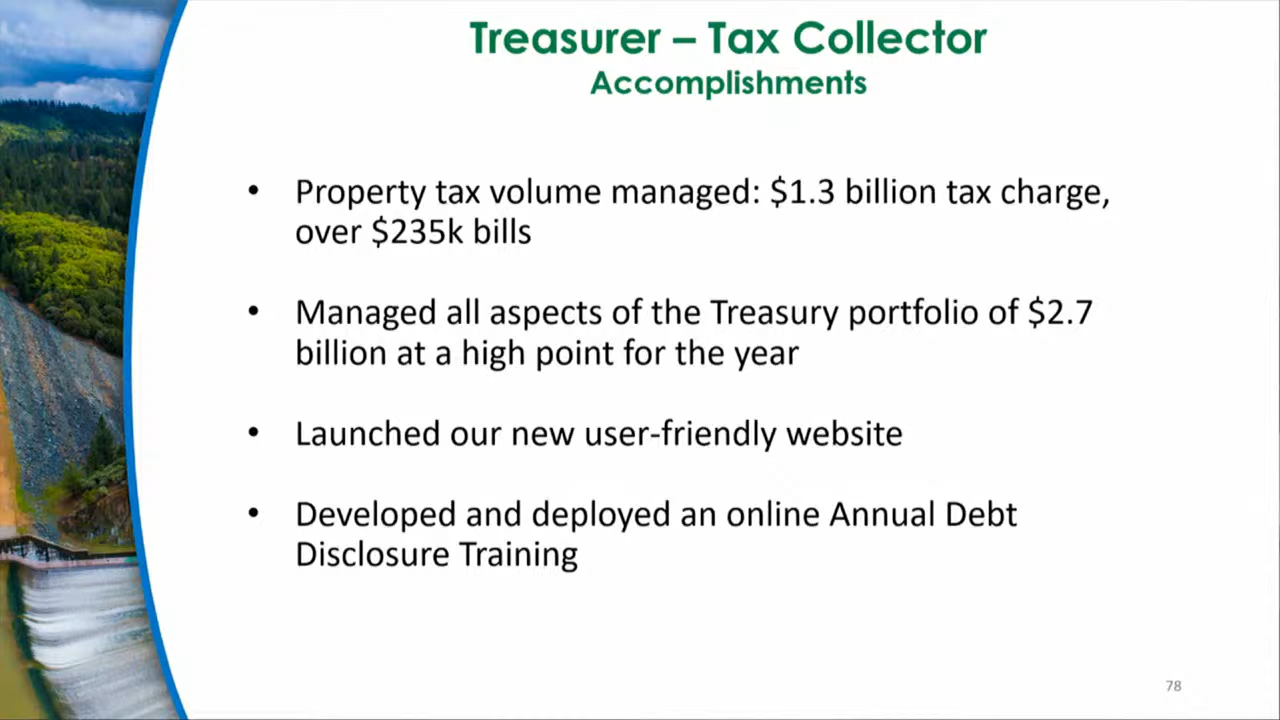 Treasurer – Tax Collector
Accomplishments
• Property tax volume managed: $1.3 billion tax charge,
over $235k bills
• Managed all aspects of the Treasury portfolio of $2.7
billion at a high point for the year
• Launched our new user-friendly website
• Developed and deployed an online Annual Debt
Disclosure Training
78